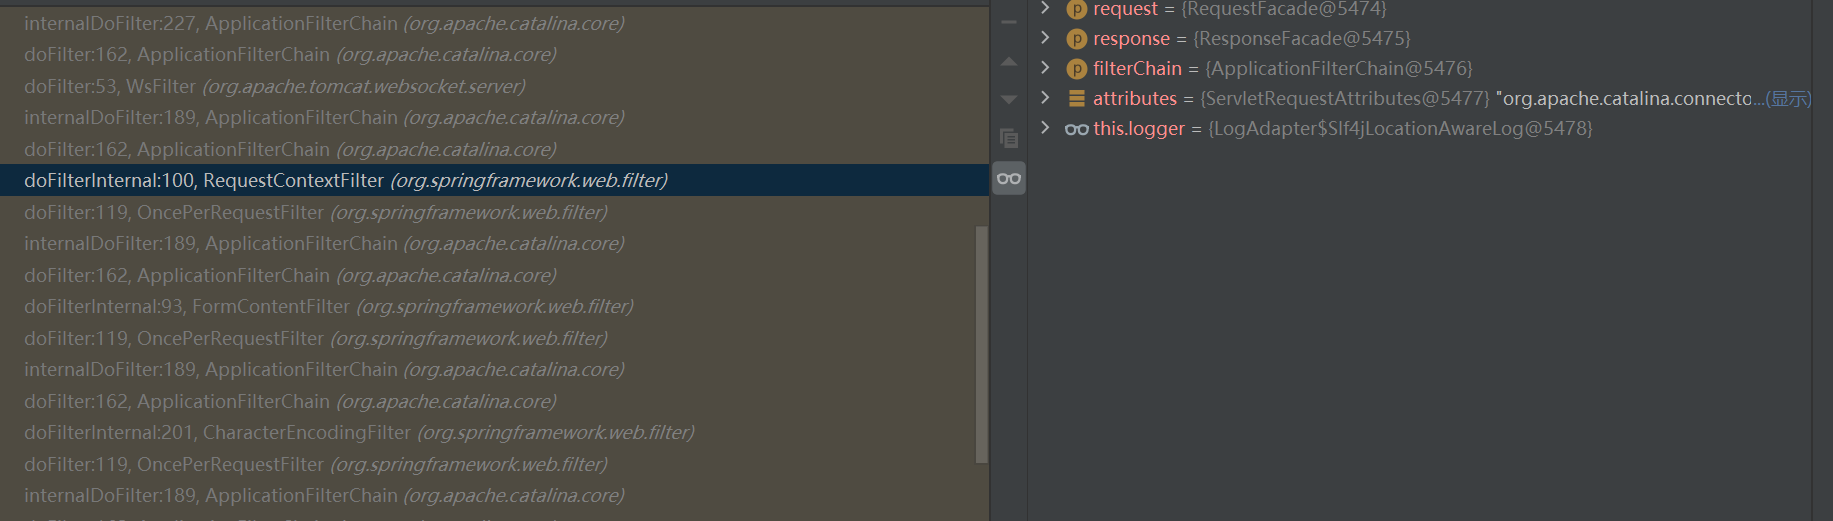 internalDoFilter:227, ApplicationFilterChain (org.apache.catalina.core)
doFilter:162, ApplicationFilterChain (org.apache.catalina.core)
doFilter:53, WsFilter (org.apache.tomcat.websocket.server)
internalDoFilter:189, ApplicationFilterChain (org.apache.catalina.core)
doFilter:162, ApplicationFilterChain (org.apache.catalina.core)
doFilterInternal:100, RequestContextFilter (org.springframework.web.filter)
doFilter:119, OncePerRequestFilter (org.springframework.web.filter)
internalDoFilter:189, ApplicationFilterChain (org.apache.catalina.core)
doFilter:162, ApplicationFilterChain (org.apache.catalina.core)
doFilterInternal:93, FormContentFilter (org.springframework.web.filter)
doFilter:119, OncePerRequestFilter (org.springframework.web.filter)
internalDoFilter:189, ApplicationFilterChain (org.apache.catalina.core)
doFilter:162, ApplicationFilterChain (org.apache.catalina.core)
doFilterInternal:201, CharacterEncodingFilter (org.springframework.web.filter)
doFilter:119, OncePerRequestFilter (org.springframework.web.filter)
internalDoFilter:189, ApplicationFilterChain (org.apache.catalina.core)
p request = {RequestFacade@5474}
p response = {ResponseFacade@5475}
p filterChain = {ApplicationFilterChain@5476}
attributes = {ServletRequestAttributes@5477} "org.apache.catalina.connecto...(显示)
this.logger = {LogAdapter$Slf4jLocationAwareLog@5478}